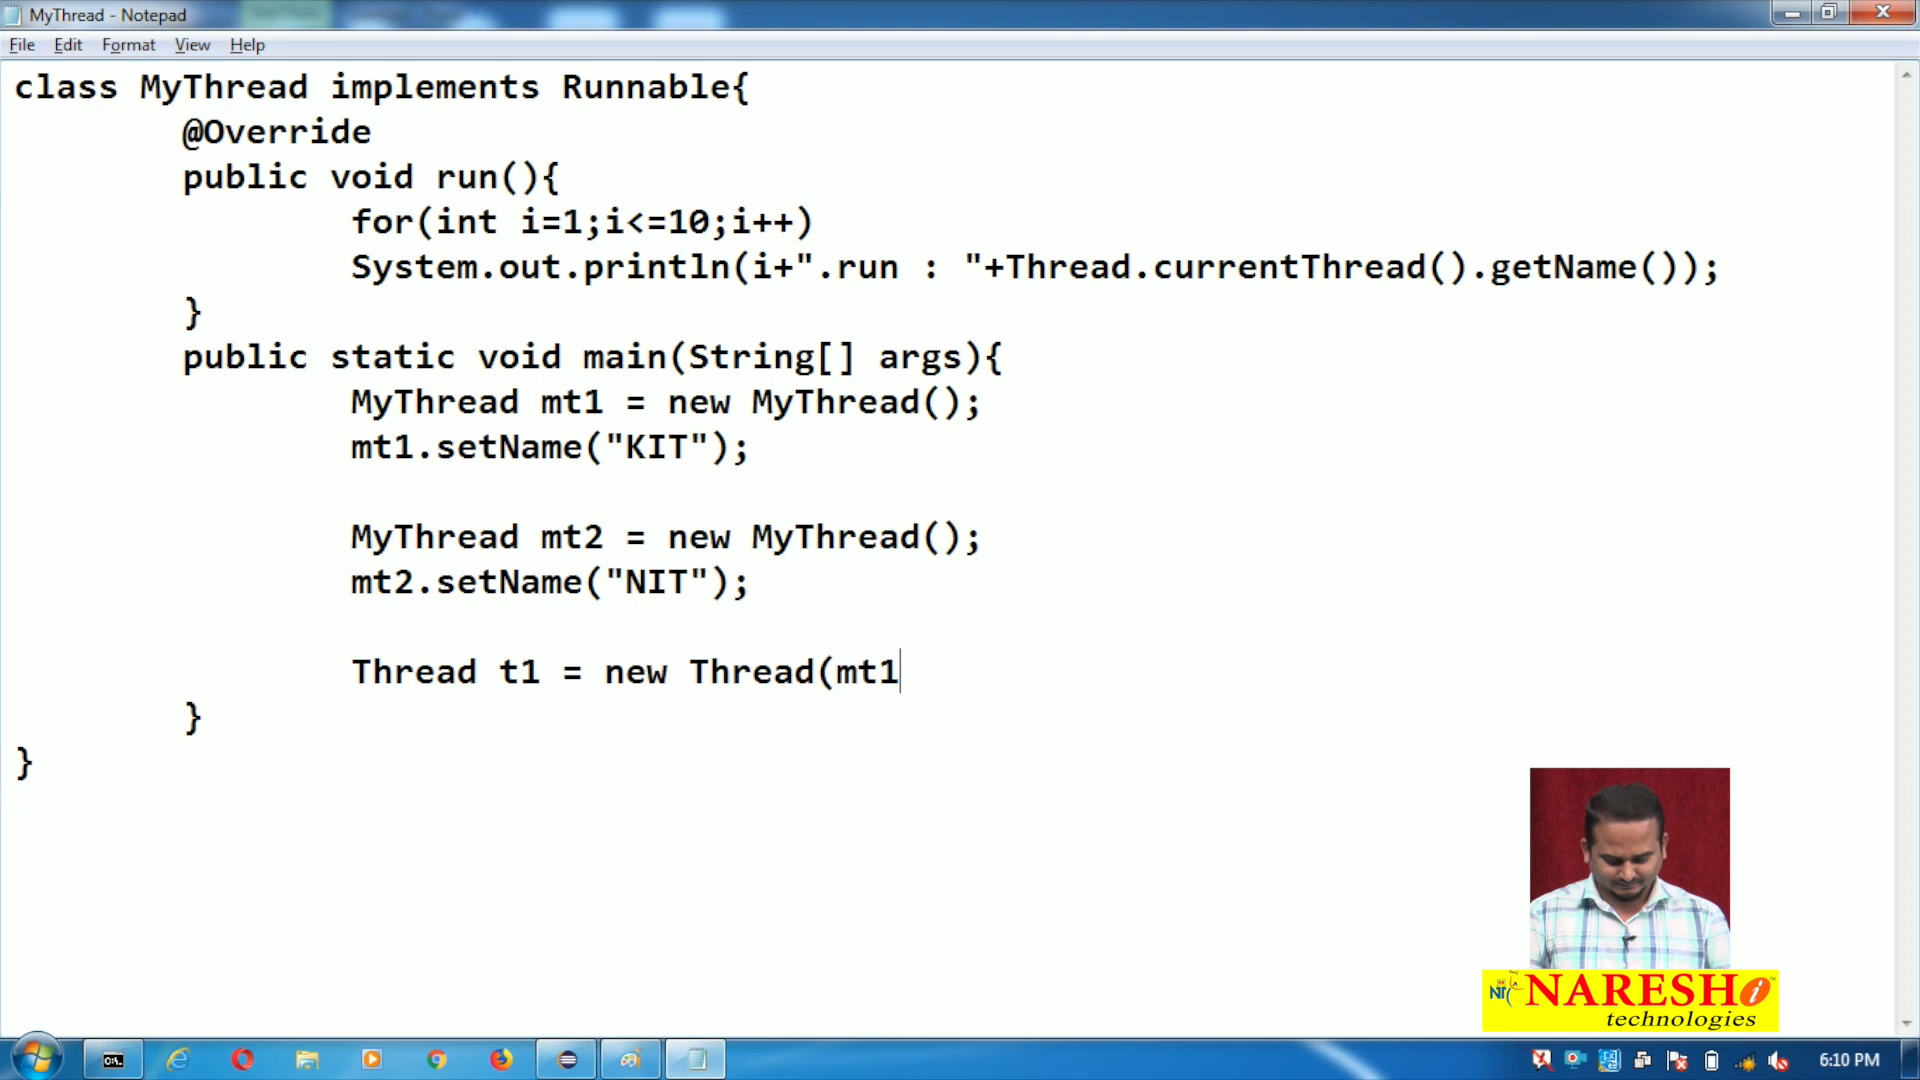 MyThread - Notepad
File Edit Format View Help
class MyThread implements Runnable{
@Override
public void run(){
for(int i=1;i<=10;i++)
System.out.println(i+".run : "+Thread.currentThread().getName());
}
public static void main(String[] args){
MyThread mt1 = new MyThread();
mt1.setName("KIT");
MyThread mt2 = new MyThread();
mt2.setName("NIT");
Thread t1 = new Thread(mt1
}
}
NARESH i
technologies
6:10 PM